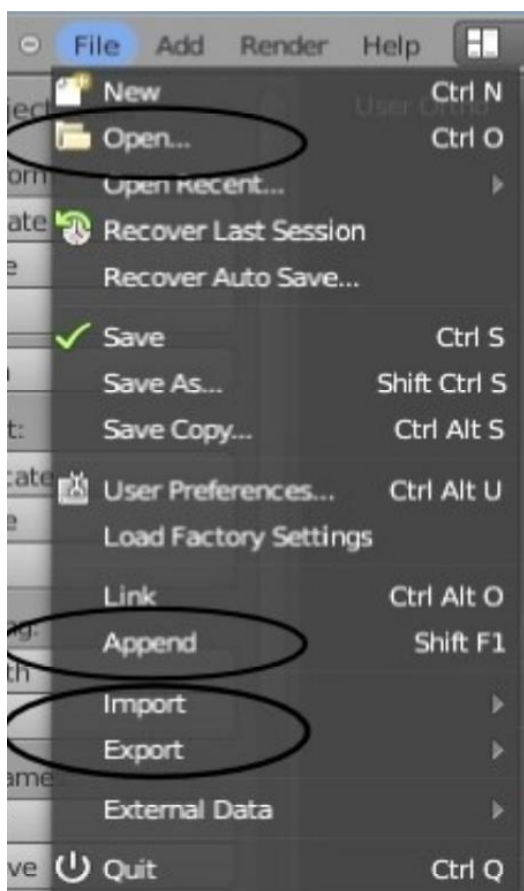 File Add Render Help
New Ctrl N
User Ortho
Open... Ctrl O
Open Recent...
Recover Last Session
Recover Auto Save...
Save Ctrl S
Save As... Shift Ctrl S
Save Copy... Ctrl Alt S
User Preferences... Ctrl Alt U
Load Factory Settings
Link Ctrl Alt O
Append Shift F1
Import
Export
External Data
Quit Ctrl Q